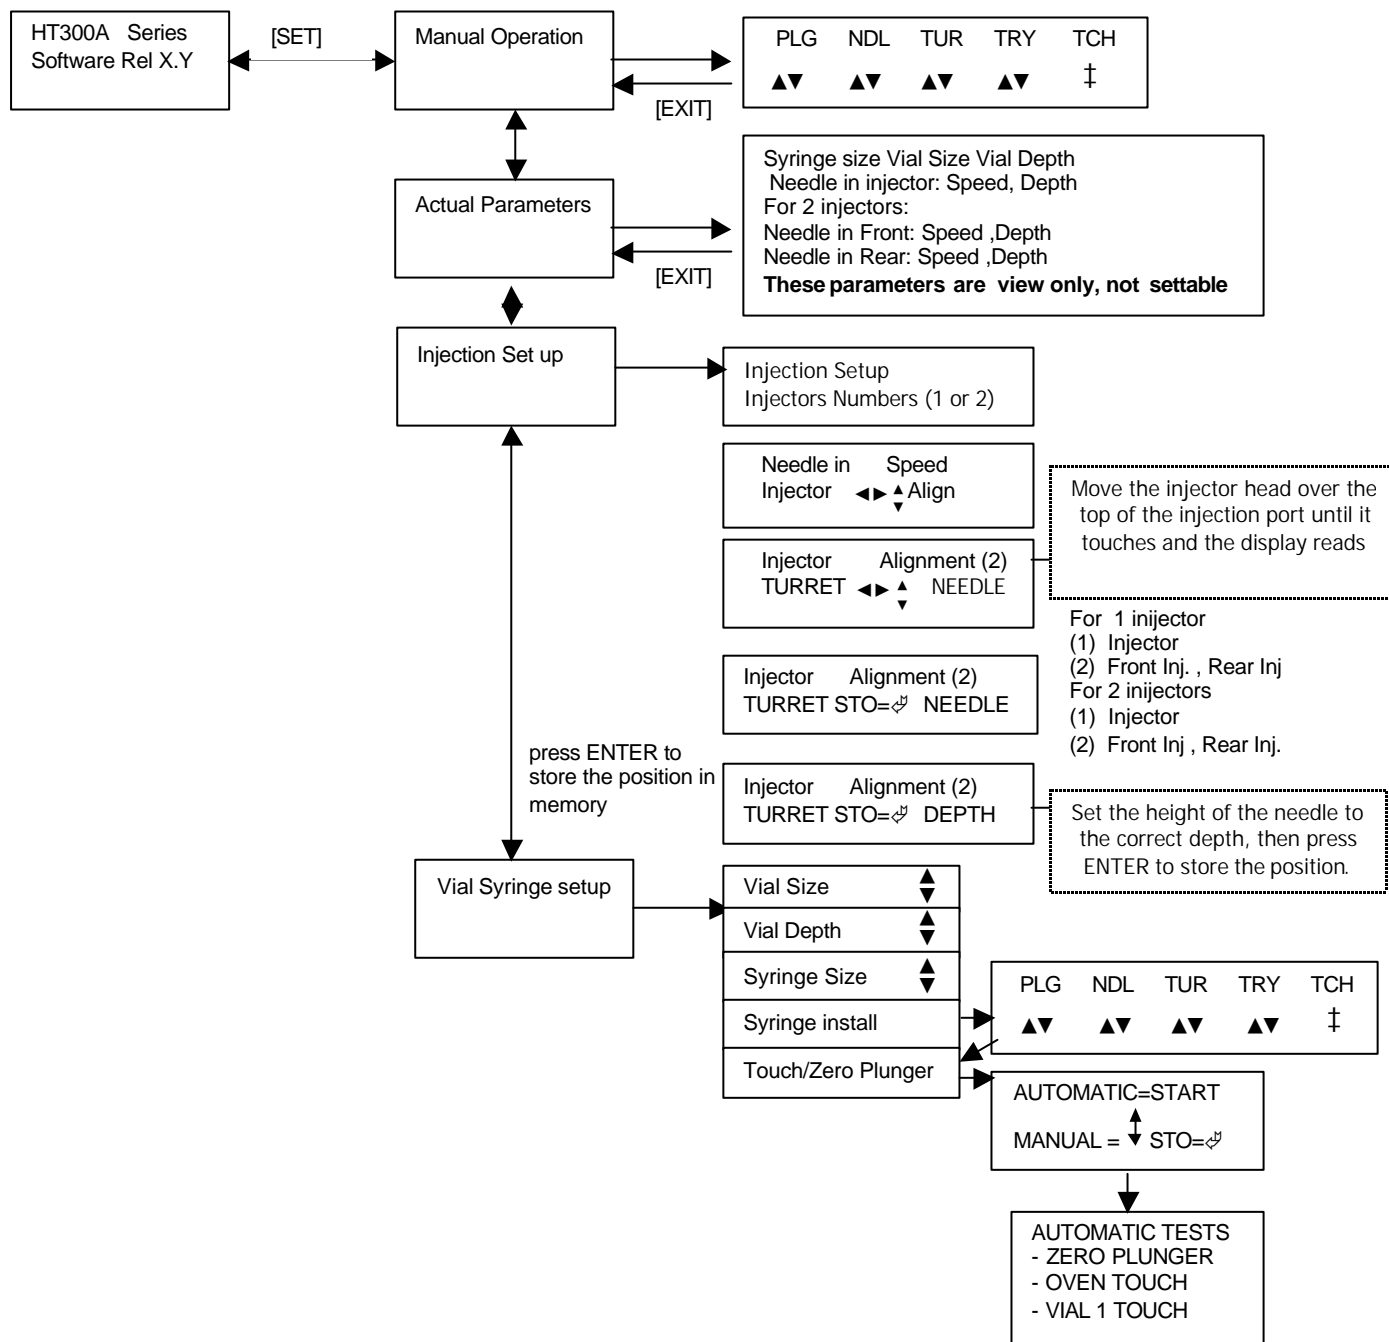 HT300A Series
Software Rel X.Y
[SET]
Manual Operation
PLG NDL TUR TRY TCH
▲▼ ▲▼ ▲▼ ▲▼ ‡
[EXIT]
Actual Parameters
Syringe size Vial Size Vial Depth
Needle in injector: Speed, Depth
For 2 injectors:
Needle in Front: Speed ,Depth
Needle in Rear: Speed ,Depth
These parameters are view only, not settable
[EXIT]
Injection Set up
Injection Setup
Injectors Numbers (1 or 2)
Needle in Speed
Injector ◄► ▲▼ Align
Injector Alignment (2)
TURRET ◄► ▲▼ NEEDLE
Move the injector head over the
top of the injection port until it
touches and the display reads
For 1 inijector
(1) Injector
(2) Front Inj. , Rear Inj
For 2 inijectors
(1) Injector
(2) Front Inj , Rear Inj.
Injector Alignment (2)
TURRET STO=↵ NEEDLE
press ENTER to
store the position in
memory
Injector Alignment (2)
TURRET STO=↵ DEPTH
Set the height of the needle to
the correct depth, then press
ENTER to store the position.
Vial Syringe setup
Vial Size ▲▼
Vial Depth ▲▼
Syringe Size ▲▼
Syringe install
Touch/Zero Plunger
PLG NDL TUR TRY TCH
▲▼ ▲▼ ▲▼ ▲▼ ‡
AUTOMATIC=START
MANUAL = ▲▼ STO=↵
AUTOMATIC TESTS
- ZERO PLUNGER
- OVEN TOUCH
- VIAL 1 TOUCH